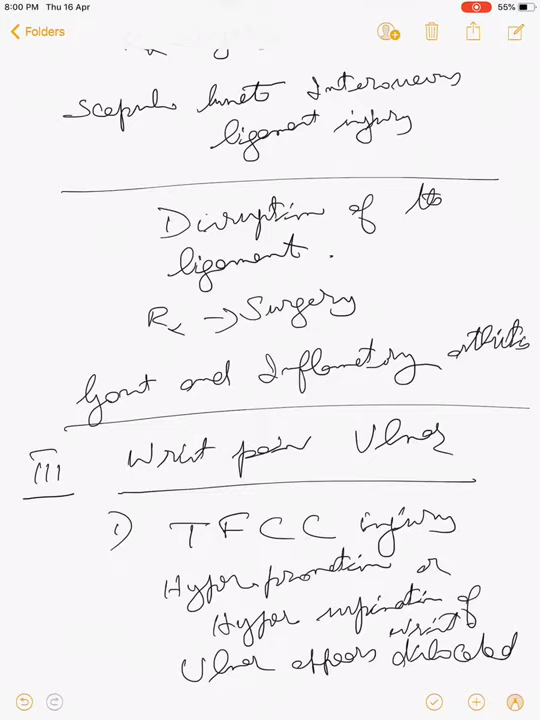 8:00 PM Thu 16 Apr
55%
Folders
Scapulo lunate Interosseous
ligament injury
Disruption of the
ligament.
Rx → Surgery
Gout and Inflammatory arthritis
III Wrist pain Ulnar
1) TFCC injury
Hyper pronation or
Hyper supination of
wrist
Ulnar appears dislocated